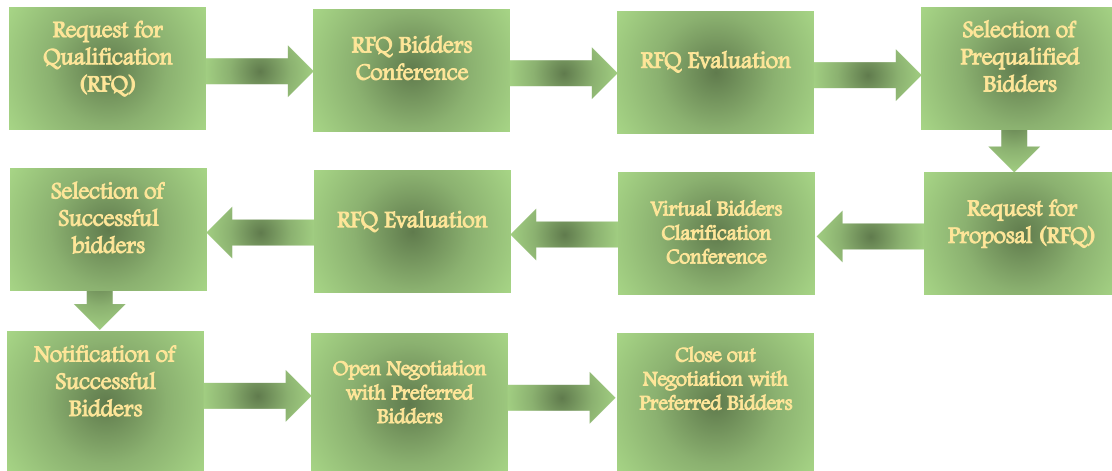 Request for
Qualification
(RFQ)
RFQ Bidders
Conference
RFQ Evaluation
Selection of
Prequalified
Bidders
Request for
Proposal (RFQ)
Virtual Bidders
Clarification
Conference
RFQ Evaluation
Selection of
Successful
bidders
Notification of
Successful
Bidders
Open Negotiation
with Preferred
Bidders
Close out
Negotiation with
Preferred Bidders